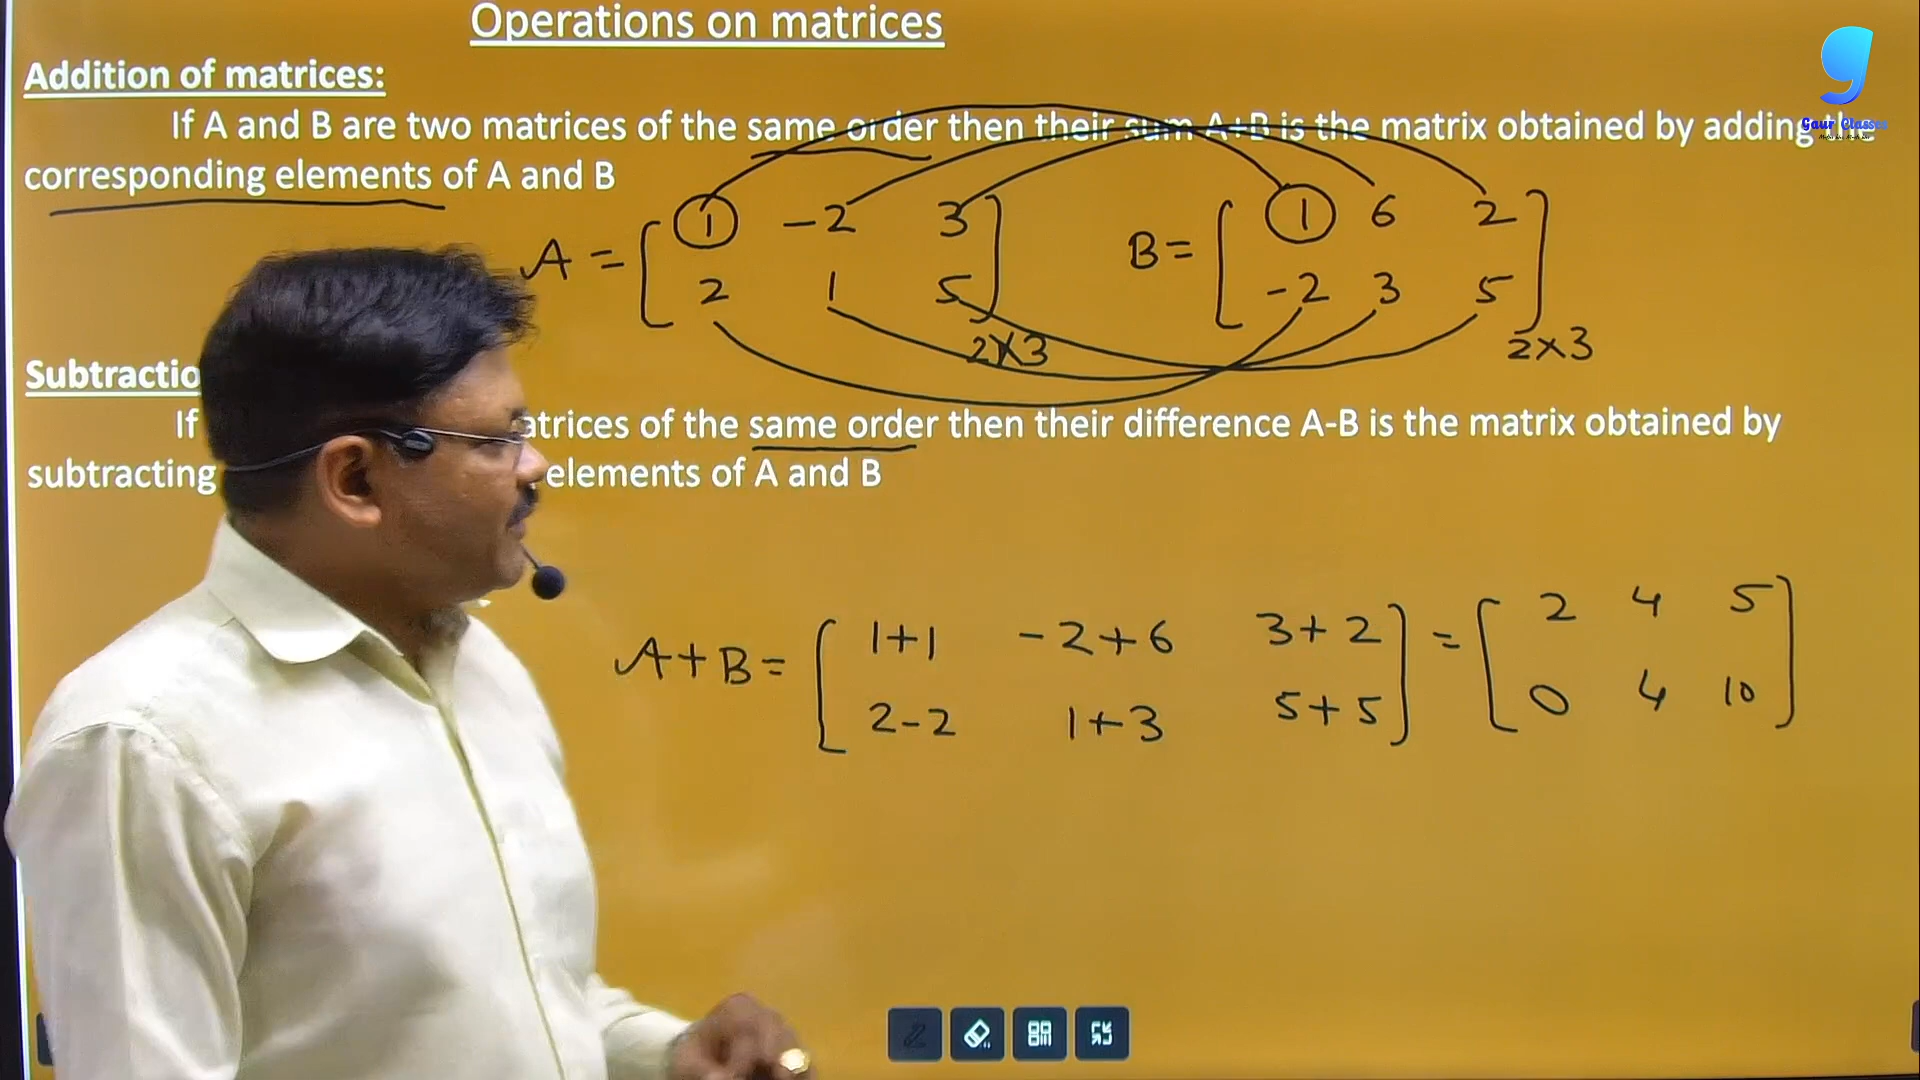 Operations on matrices
Addition of matrices:
If A and B are two matrices of the same order then their sum A+B is the matrix obtained by adding the
corresponding elements of A and B
A = [ 1 -2 3
2 1 5 ] 2×3
B = [ 1 6 2
-2 3 5 ] 2×3
Subtractio
If atrices of the same order then their difference A-B is the matrix obtained by
subtracting elements of A and B
A+B = [ 1+1 -2+6 3+2
2-2 1+3 5+5 ] = [ 2 4 5
0 4 10 ]
g
Gaur Classes